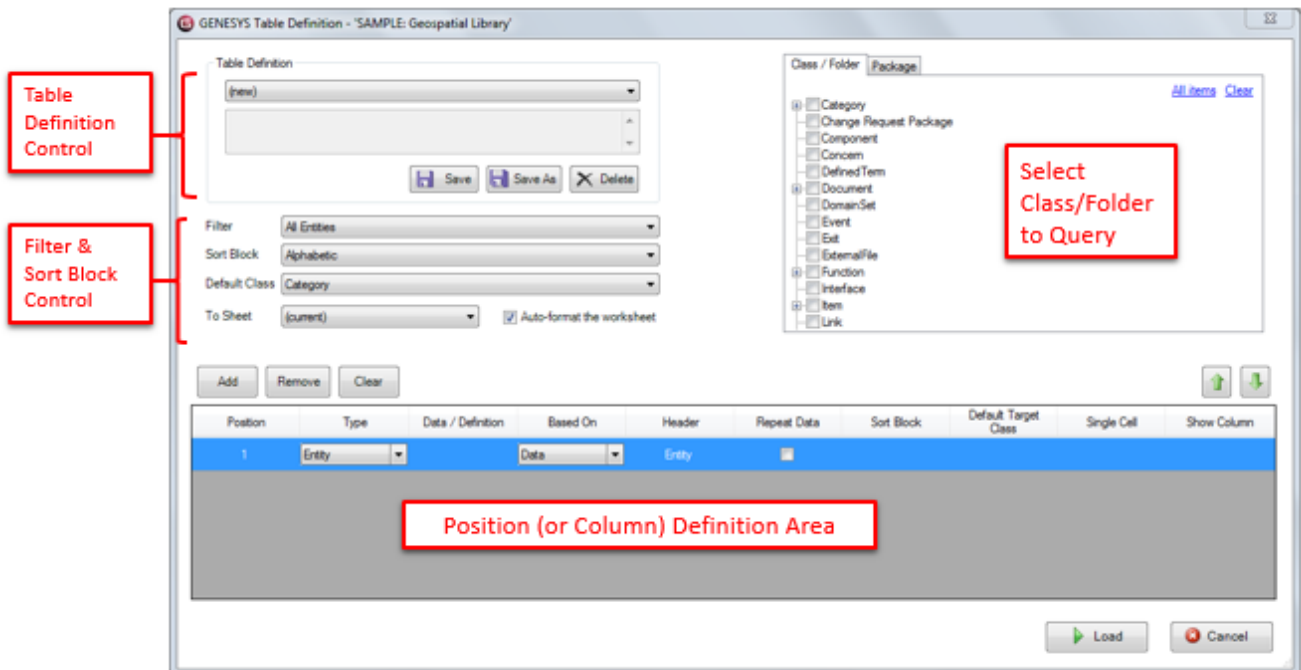 GENESYS Table Definition - 'SAMPLE: Geospatial Library'
Table
Definition
Control
Table Definition
(new)
Save Save As Delete
Filter &
Sort Block
Control
Filter All Entities
Sort Block Alphabetic
Default Class Category
To Sheet (current) Auto-format the worksheet
Class / Folder Package
All items Clear
Category
Change Request Package
Component
Concern
DefinedTerm
Document
DomainSet
Event
Exit
ExternalFile
Function
Interface
Item
Link
Select
Class/Folder
to Query
Add Remove Clear
Position Type Data / Definition Based On Header Repeat Data Sort Block Default Target Class Single Cell Show Column
1 Entity Data Entity
Position (or Column) Definition Area
Load Cancel